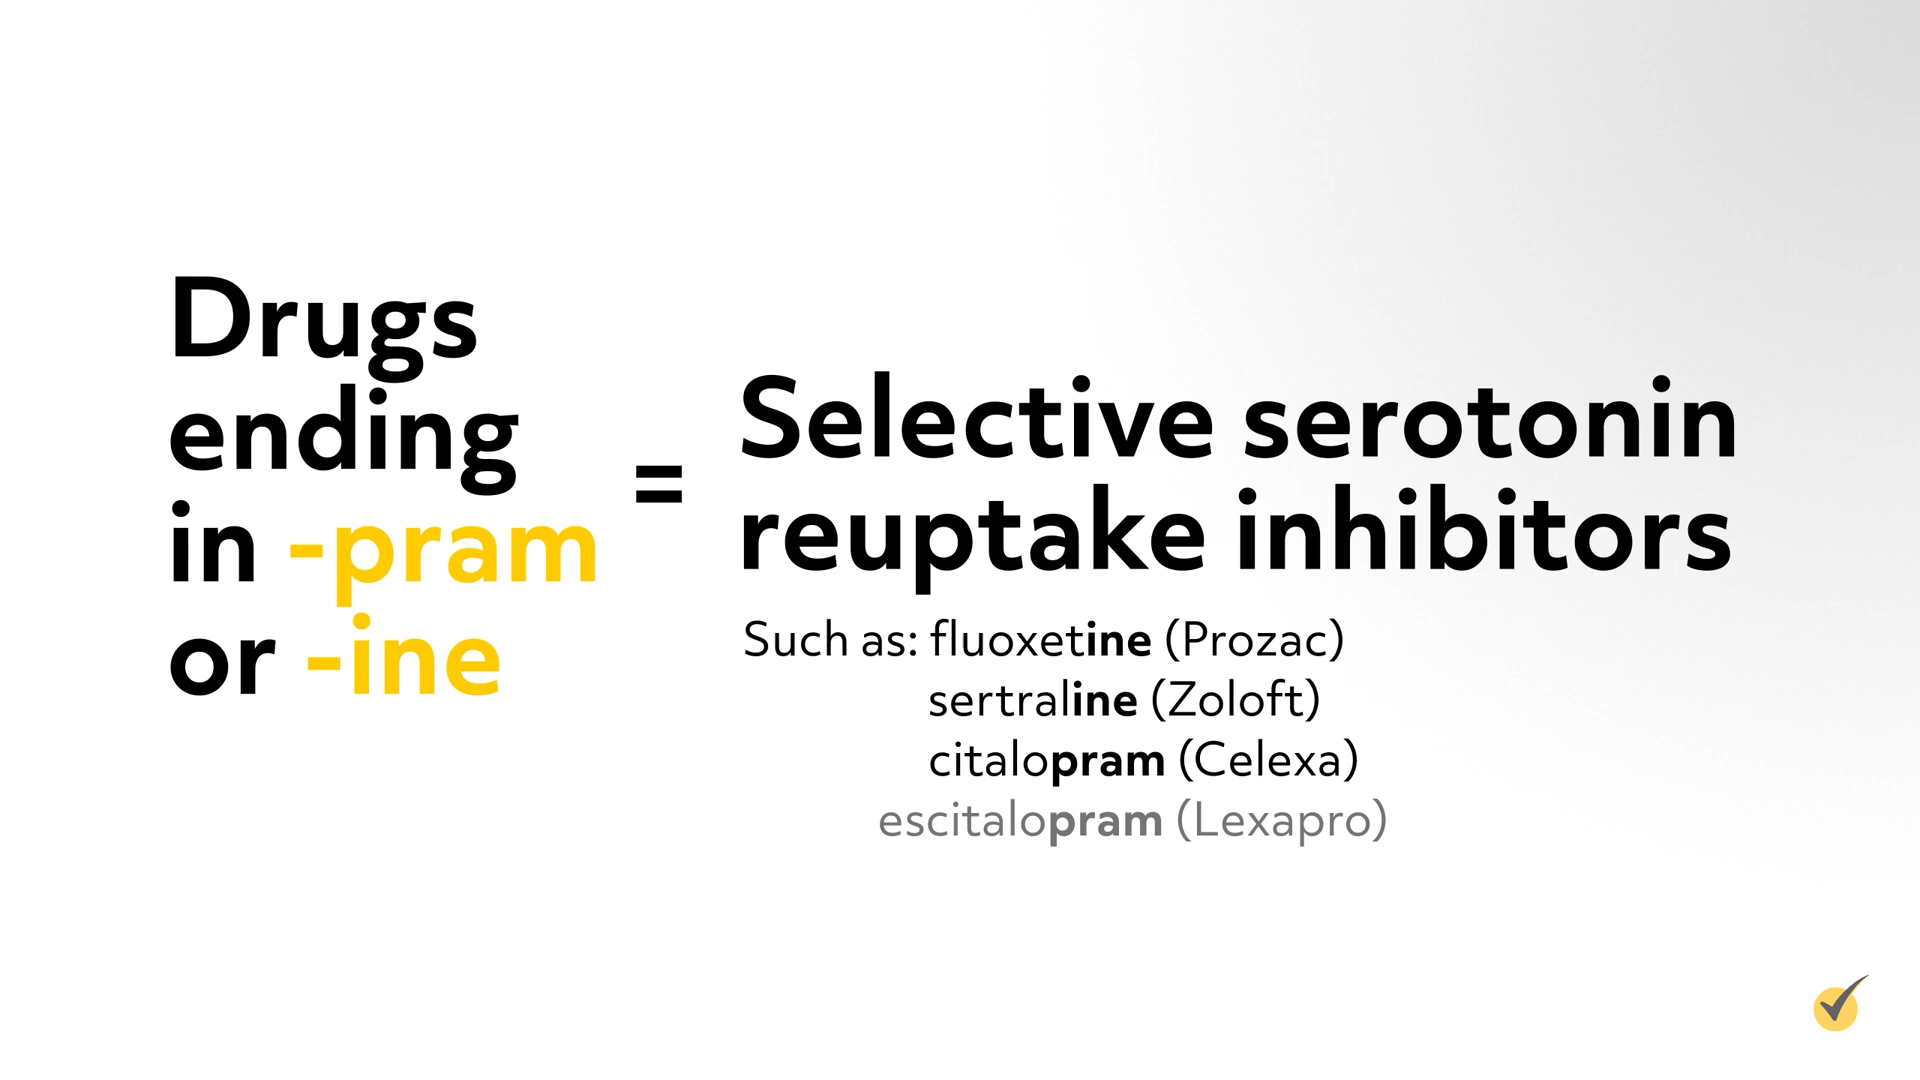 Drugs
ending
in -pram
or -ine
=
Selective serotonin
reuptake inhibitors
Such as: fluoxetine (Prozac)
sertraline (Zoloft)
citalopram (Celexa)
escitalopram (Lexapro)